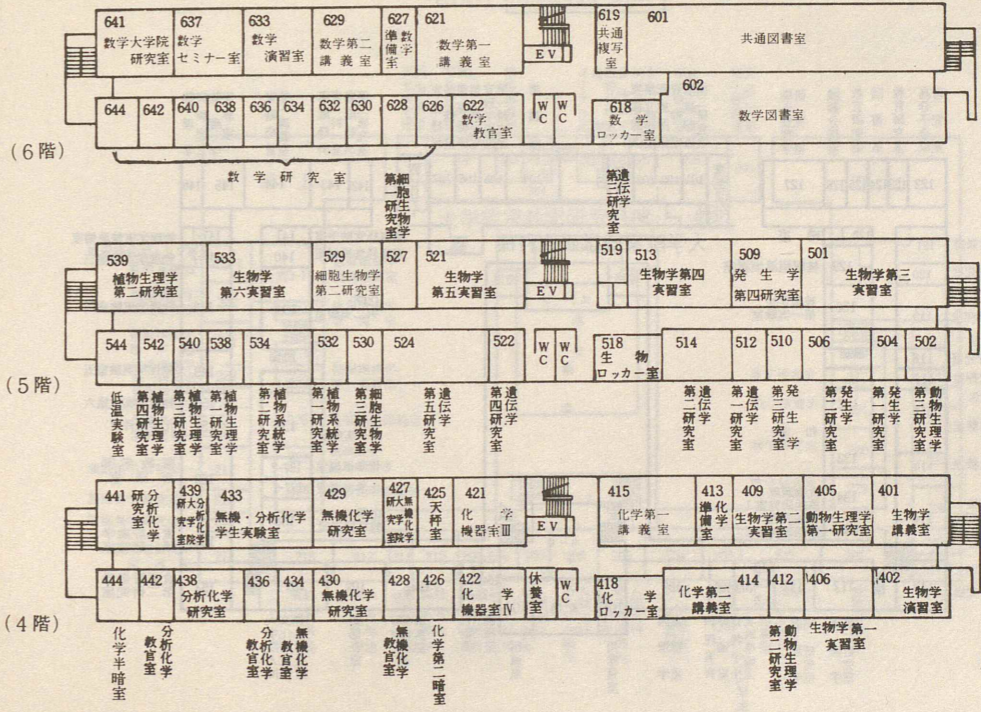 641
数学大学院
研究室
637
数学
セミナー室
633
数学
演習室
629
数学第二
講義室
627
数学
準備室
621
数学第一
講義室
EV
619
共通
複写
室
601
共通図書室
602
数学図書室
644
642
640
638
636
634
632
630
628
626
622
数学
教官室
WC
WC
618
数学
ロッカー室
(6階)
数学研究室
細胞生物学
第一研究室
遺伝学
第三研究室
539
植物生理学
第二研究室
533
生物学
第六実習室
529
細胞生物学
第二研究室
527
521
生物学
第五実習室
EV
519
513
生物学第四
実習室
509
発生学
第四研究室
501
生物学第三
実習室
544
542
540
538
534
532
530
524
522
WC
WC
518
生物
ロッカー室
514
512
510
506
504
502
(5階)
低温実験室
植物生理学
第四研究室
植物生理学
第三研究室
植物生理学
第一研究室
植物系統学
第二研究室
植物系統学
第一研究室
細胞生物学
第三研究室
遺伝学
第五研究室
遺伝学
第四研究室
遺伝学
第二研究室
遺伝学
第一研究室
発生学
第三研究室
発生学
第二研究室
発生学
第一研究室
動物生理学
第三研究室
441
分析化学
研究室
439
分析化学
大学院
研究室
433
無機・分析化学
学生実験室
429
無機化学
研究室
427
無機化学
大学院
研究室
425
天秤室
421
化学
機器室III
EV
415
化学第一
講義室
413
化学
準備室
409
生物学第二
実習室
405
動物生理学
第一研究室
401
生物学
講義室
444
442
438
分析化学
研究室
436
434
430
無機化学
研究室
428
426
422
化学
機器室IV
休養室
WC
418
化学
ロッカー室
化学第二
講義室
414
412
406
402
生物学
演習室
(4階)
化学半暗室
分析化学
教官室
分析化学
教官室
無機化学
教官室
無機化学
教官室
化学第二暗室
動物生理学
第二研究室
生物学第一
実習室